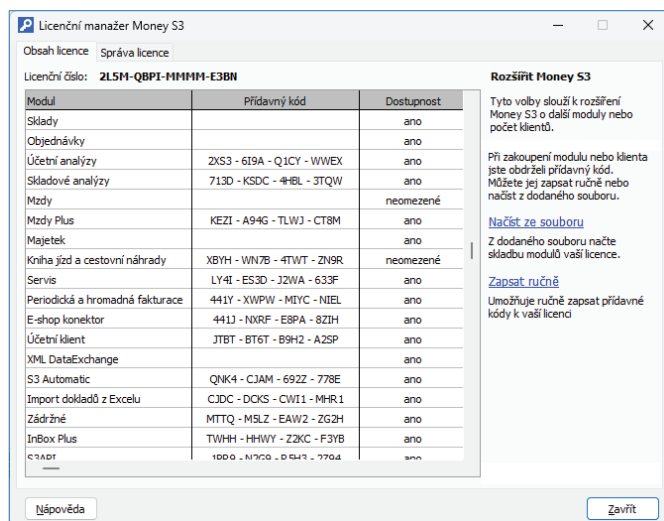 Licenční manažer Money S3
Obsah licence Správa licence
Licenční číslo: 2L5M-QBPI-MMMM-E3BN
Modul Přídavný kód Dostupnost
Sklady ano
Objednávky ano
Účetní analýzy 2XS3 - 6I9A - Q1CY - WWEX ano
Skladové analýzy 713D - KSDC - 4HBL - 3TQW ano
Mzdy neomezené
Mzdy Plus KEZI - A94G - TLWJ - CT8M ano
Majetek ano
Kniha jízd a cestovní náhrady XBYH - WN7B - 4TWT - ZN9R neomezené
Servis LY4I - ES3D - J2WA - 633F ano
Periodická a hromadná fakturace 441Y - XWPW - MIYC - NIEL ano
E-shop konektor 441J - NXRF - E8PA - 8ZIH ano
Účetní klient JTBT - BT6T - B9H2 - A2SP ano
XML DataExchange ano
S3 Automatic QNK4 - CJAM - 692Z - 778E ano
Import dokladů z Excelu CJDC - DCKS - CWI1 - MHR1 ano
Zádržné MTTQ - M5LZ - EAW2 - ZG2H ano
InBox Plus TWHH - HHWY - Z2KC - F3YB ano
S3API ano
Rozšířit Money S3
Tyto volby slouží k rozšíření
Money S3 o další moduly nebo
počet klientů.
Při zakoupení modulu nebo klienta
jste obdrželi přídavný kód.
Můžete jej zapsat ručně nebo
načíst z dodaného souboru.
Načíst ze souboru
Z dodaného souboru načte
skladbu modulů vaší licence.
Zapsat ručně
Umožňuje ručně zapsat přídavné
kódy k vaší licenci
Nápověda Zavřít